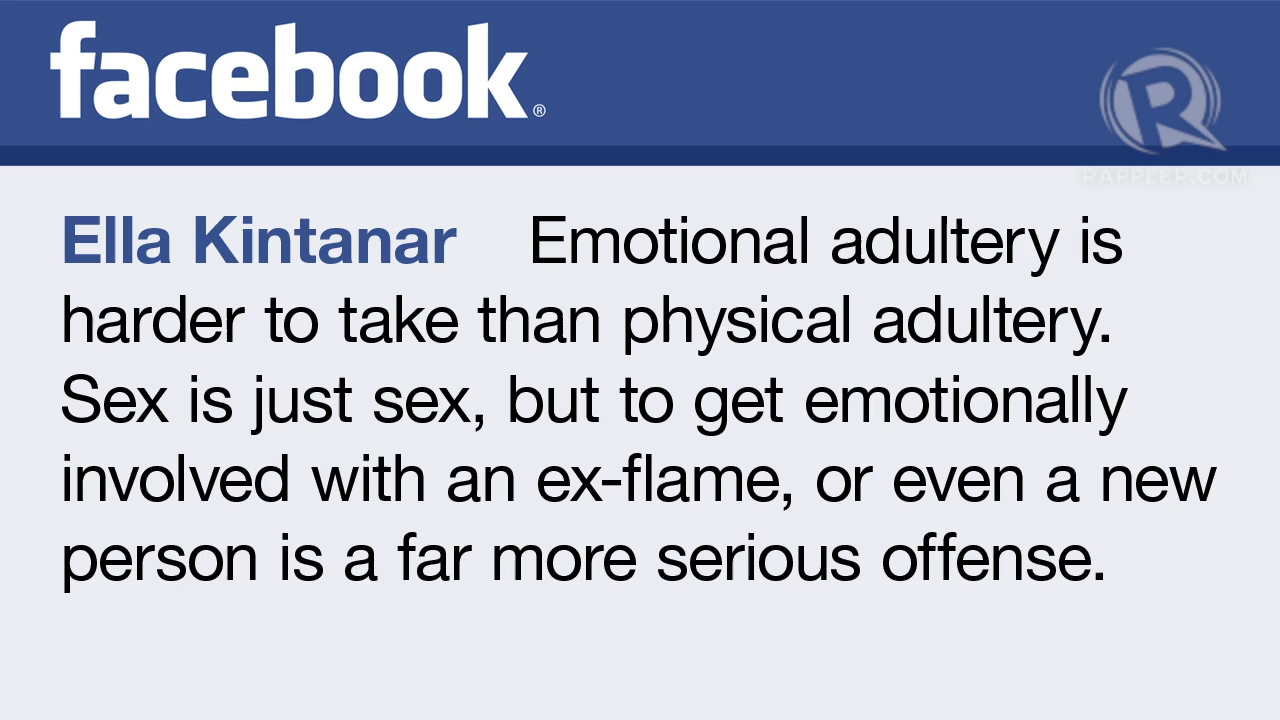 facebook®
RAPPLER.COM
Ella Kintanar Emotional adultery is
harder to take than physical adultery.
Sex is just sex, but to get emotionally
involved with an ex-flame, or even a new
person is a far more serious offense.